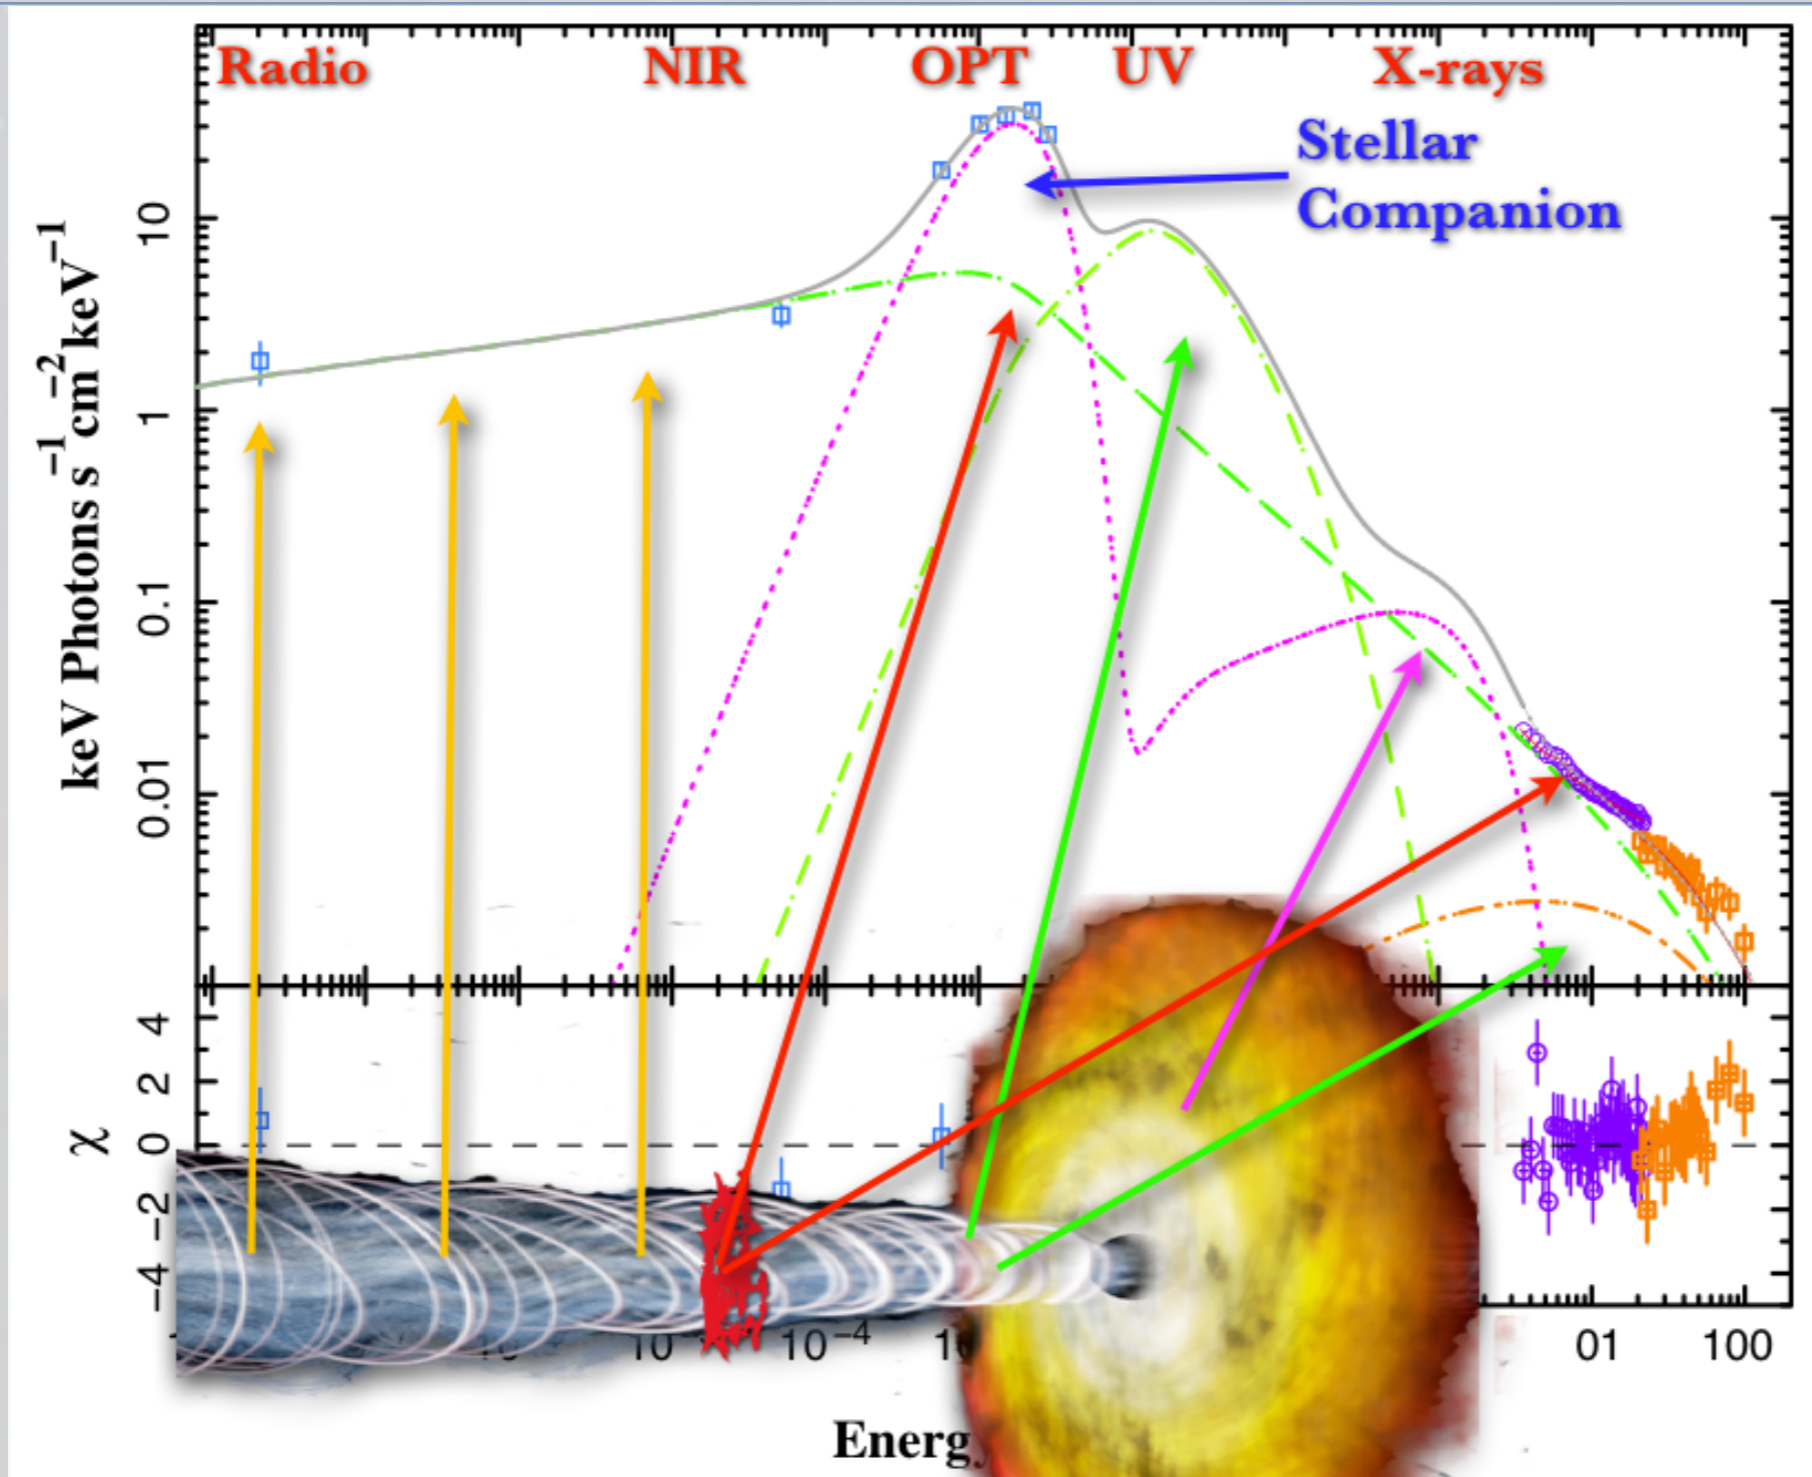 Radio NIR OPT UV X-rays
Stellar
Companion
keV Photons s⁻¹ cm⁻² keV⁻¹
10
1
0.1
0.01
χ
4
2
0
−2
−4
10⁻⁴
01 100